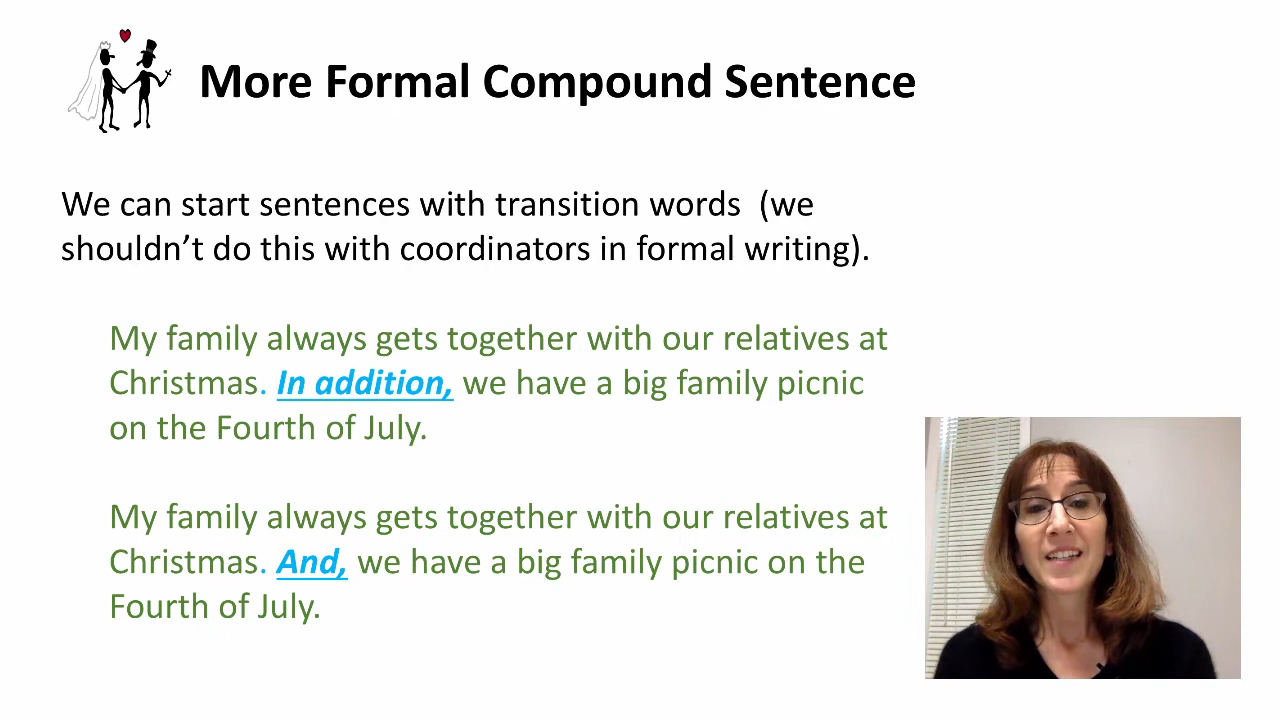 More Formal Compound Sentence
We can start sentences with transition words  (we
shouldn’t do this with coordinators in formal writing).
My family always gets together with our relatives at
Christmas. In addition, we have a big family picnic
on the Fourth of July.
My family always gets together with our relatives at
Christmas. And, we have a big family picnic on the
Fourth of July.